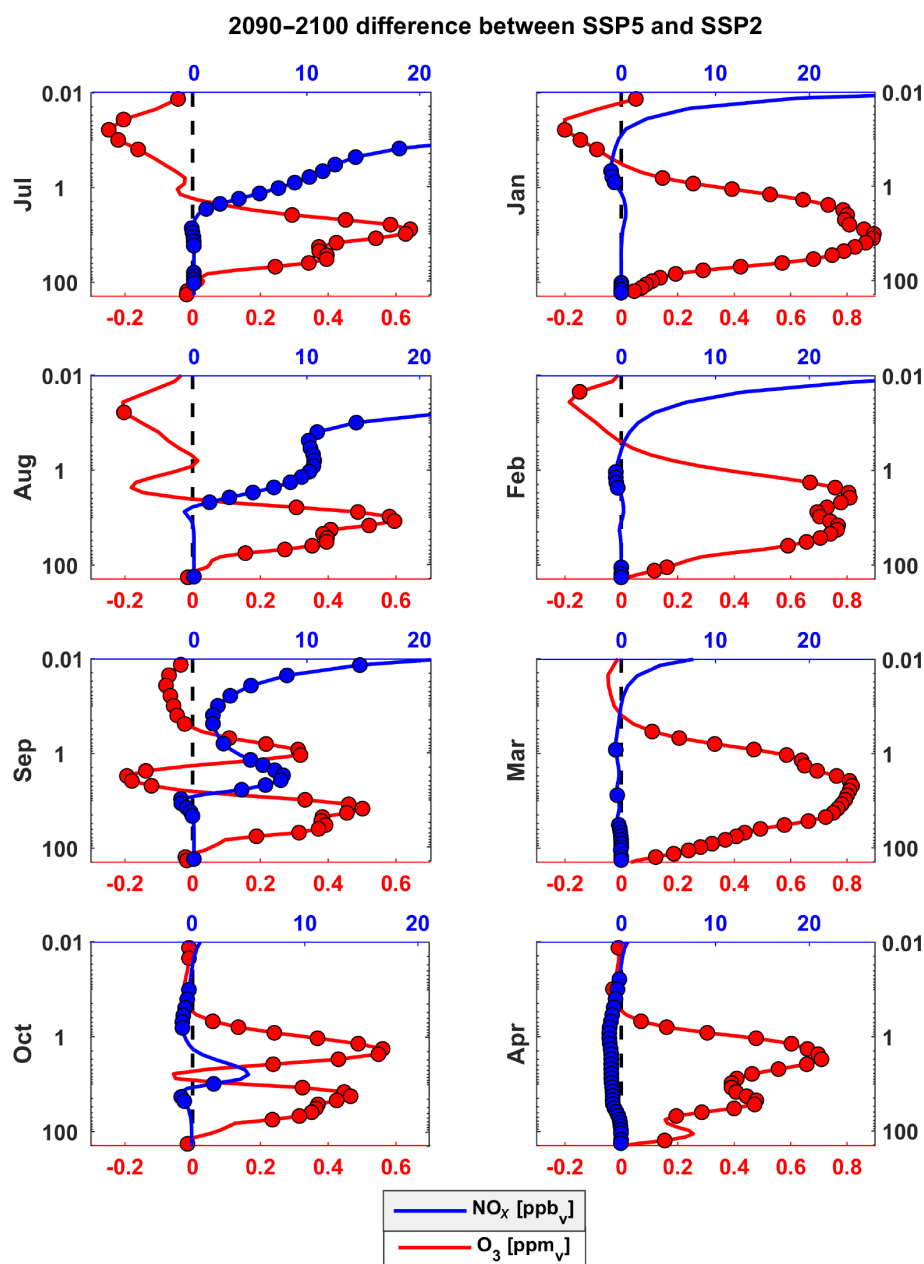 2090–2100 difference between SSP5 and SSP2
0 10 20 0 10 20
0.01 0.01
1 1
100 100
Jul Jan
-0.2 0 0.2 0.4 0.6 -0.2 0 0.2 0.4 0.6 0.8
0 10 20 0 10 20
0.01 0.01
1 1
100 100
Aug Feb
-0.2 0 0.2 0.4 0.6 -0.2 0 0.2 0.4 0.6 0.8
0 10 20 0 10 20
0.01 0.01
1 1
100 100
Sep Mar
-0.2 0 0.2 0.4 0.6 -0.2 0 0.2 0.4 0.6 0.8
0 10 20 0 10 20
0.01 0.01
1 1
100 100
Oct Apr
-0.2 0 0.2 0.4 0.6 -0.2 0 0.2 0.4 0.6 0.8
NOX [ppbv]
O3 [ppmv]